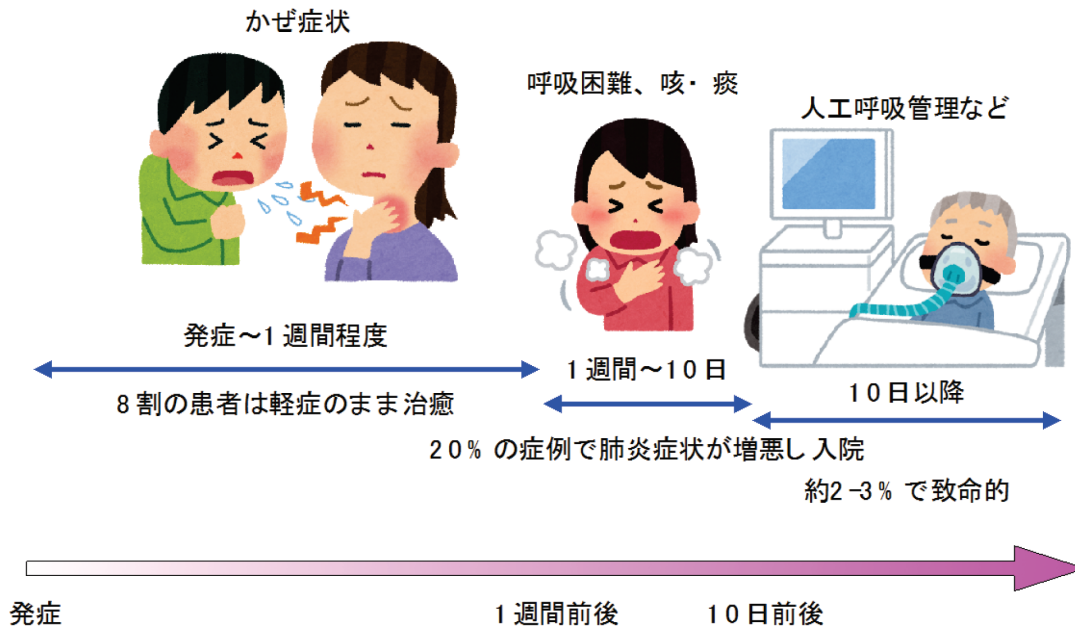 かぜ症状
呼吸困難、咳・痰
人工呼吸管理など
発症～1週間程度
8割の患者は軽症のまま治癒
1週間～10日
20%の症例で肺炎症状が増悪し入院
10日以降
約2-3%で致命的
発症
1週間前後
10日前後